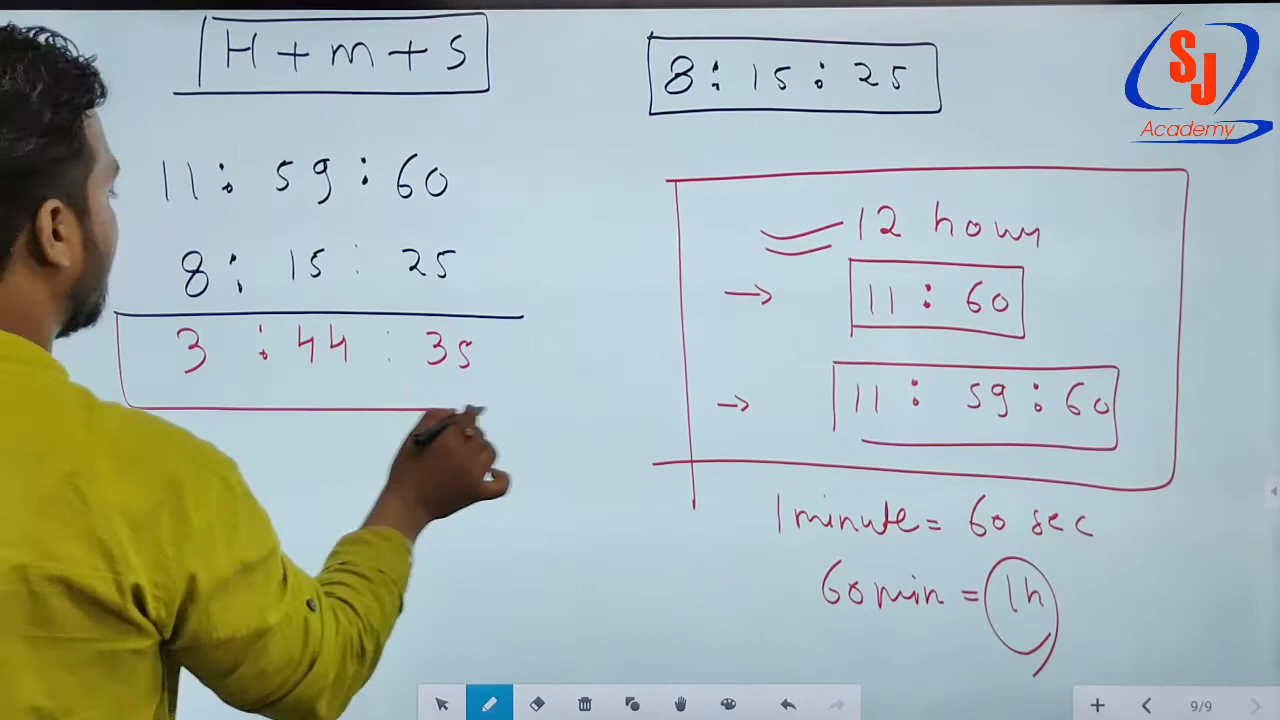 H + m + S
11 : 59 : 60
8 : 15 : 25
3 : 44 : 35
8 : 15 : 25
12 hours
→ 11 : 60
→ 11 : 59 : 60
1 minute = 60 sec
60 min = 1h
SJ
Academy
9/9